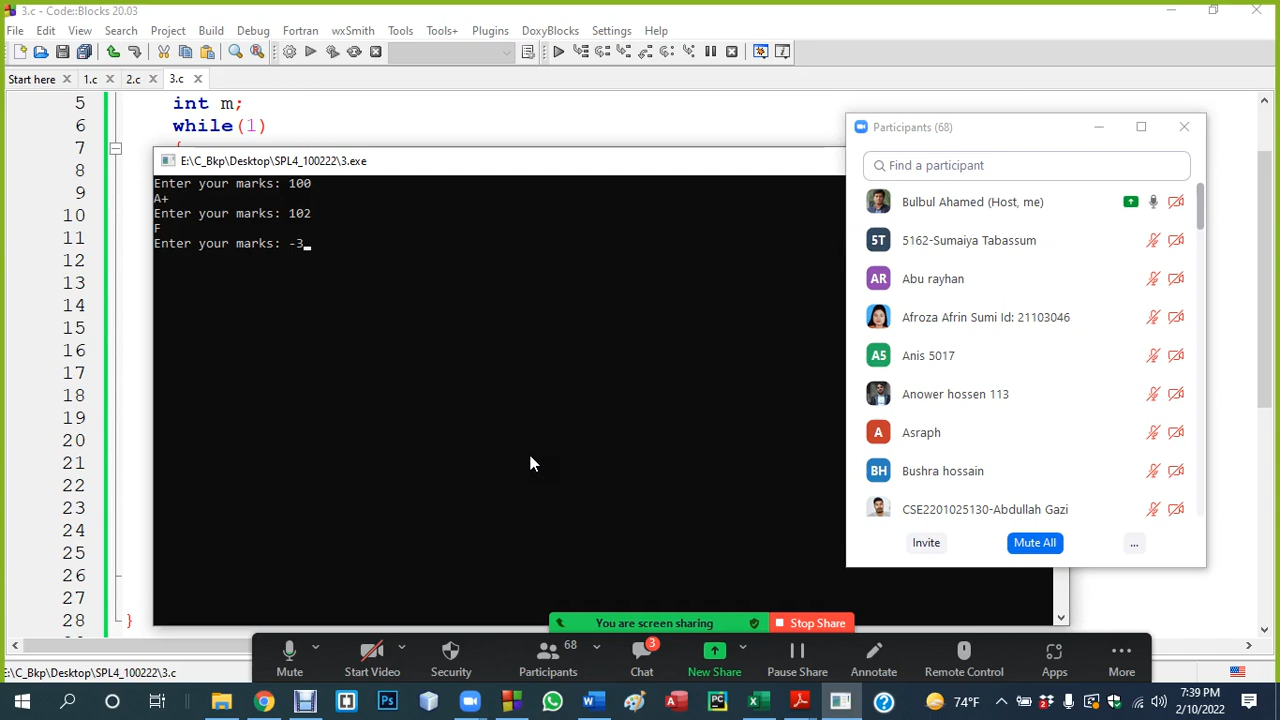 3.c - Code::Blocks 20.03
File Edit View Search Project Build Debug Fortran wxSmith Tools Tools+ Plugins DoxyBlocks Settings Help
Start here 1.c 2.c 3.c
5 int m;
6 while(1)
7
8
9
10
11
12
13
14
15
16
17
18
19
20
21
22
23
24
25
26
27
28 }
E:\C_Bkp\Desktop\SPL4_100222\3.exe
Enter your marks: 100
A+
Enter your marks: 102
F
Enter your marks: -3
Participants (68)
Find a participant
Bulbul Ahamed (Host, me)
5T 5162-Sumaiya Tabassum
AR Abu rayhan
Afroza Afrin Sumi Id: 21103046
A5 Anis 5017
Anower hossen 113
A Asraph
BH Bushra hossain
CSE2201025130-Abdullah Gazi
Invite Mute All ...
You are screen sharing Stop Share
68 3
Mute Start Video Security Participants Chat New Share Pause Share Annotate Remote Control Apps More
E:\C_Bkp\Desktop\SPL4_100222\3.c
74°F
7:39 PM
2/10/2022